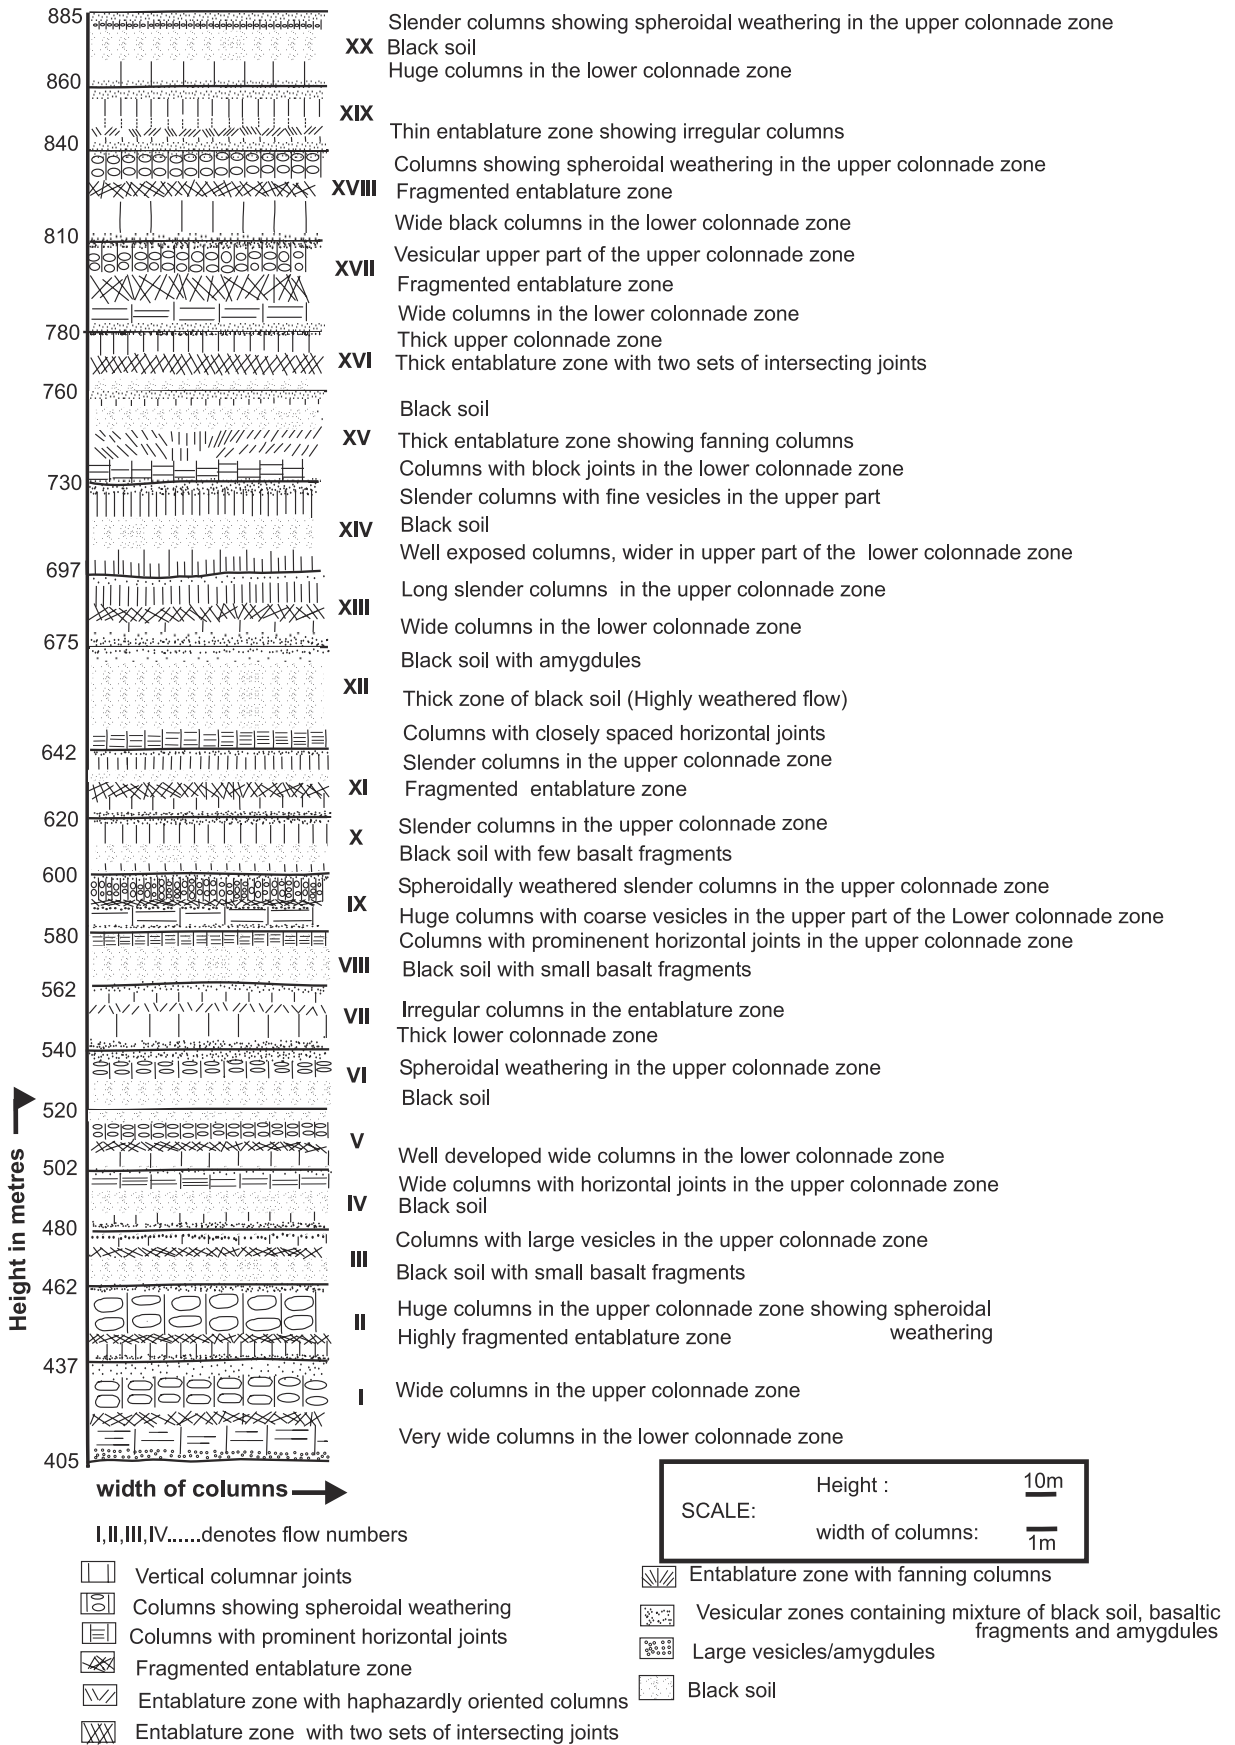 885
Slender columns showing spheroidal weathering in the upper colonnade zone
XX Black soil
Huge columns in the lower colonnade zone
860
XIX
Thin entablature zone showing irregular columns
840
Columns showing spheroidal weathering in the upper colonnade zone
XVIII Fragmented entablature zone
Wide black columns in the lower colonnade zone
810
Vesicular upper part of the upper colonnade zone
XVII
Fragmented entablature zone
Wide columns in the lower colonnade zone
780
Thick upper colonnade zone
XVI Thick entablature zone with two sets of intersecting joints
760
Black soil
XV Thick entablature zone showing fanning columns
Columns with block joints in the lower colonnade zone
730
Slender columns with fine vesicles in the upper part
XIV Black soil
Well exposed columns, wider in upper part of the lower colonnade zone
697
Long slender columns in the upper colonnade zone
XIII
Wide columns in the lower colonnade zone
675
Black soil with amygdules
XII
Thick zone of black soil (Highly weathered flow)
Columns with closely spaced horizontal joints
642
Slender columns in the upper colonnade zone
XI Fragmented entablature zone
620
Slender columns in the upper colonnade zone
X
Black soil with few basalt fragments
600
Spheroidally weathered slender columns in the upper colonnade zone
IX
Huge columns with coarse vesicles in the upper part of the Lower colonnade zone
580
Columns with prominenent horizontal joints in the upper colonnade zone
VIII Black soil with small basalt fragments
562
Irregular columns in the entablature zone
VII
Thick lower colonnade zone
540
Spheroidal weathering in the upper colonnade zone
VI
Black soil
520
V
Well developed wide columns in the lower colonnade zone
502
Wide columns with horizontal joints in the upper colonnade zone
IV Black soil
480
Columns with large vesicles in the upper colonnade zone
III
Black soil with small basalt fragments
462
Huge columns in the upper colonnade zone showing spheroidal
weathering
II
Highly fragmented entablature zone
437
I Wide columns in the upper colonnade zone
Very wide columns in the lower colonnade zone
405
Height in metres
width of columns
SCALE:
Height : 10m
width of columns: 1m
I,II,III,IV......denotes flow numbers
Vertical columnar joints
Columns showing spheroidal weathering
Columns with prominent horizontal joints
Fragmented entablature zone
Entablature zone with haphazardly oriented columns
Entablature zone with two sets of intersecting joints
Entablature zone with fanning columns
Vesicular zones containing mixture of black soil, basaltic
fragments and amygdules
Large vesicles/amygdules
Black soil